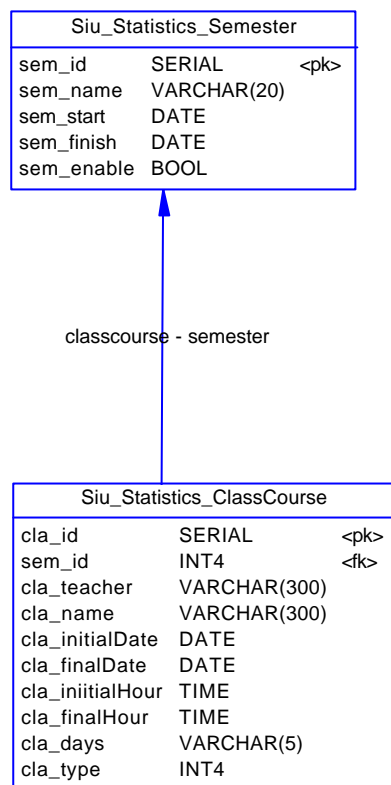 Siu_Statistics_Semester
sem_id SERIAL <pk>
sem_name VARCHAR(20)
sem_start DATE
sem_finish DATE
sem_enable BOOL
classcourse - semester
Siu_Statistics_ClassCourse
cla_id SERIAL <pk>
sem_id INT4 <fk>
cla_teacher VARCHAR(300)
cla_name VARCHAR(300)
cla_initialDate DATE
cla_finalDate DATE
cla_iniitialHour TIME
cla_finalHour TIME
cla_days VARCHAR(5)
cla_type INT4